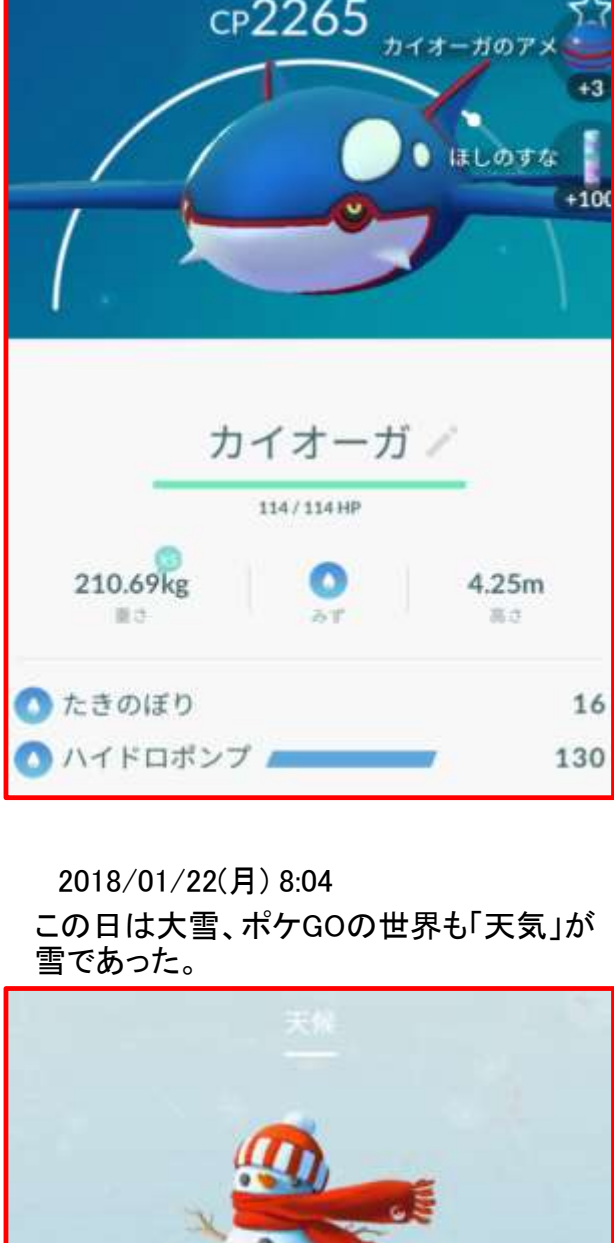 CP2265
カイオーガのアメ
+3
ほしのすな
+100
カイオーガ
114 / 114 HP
XS
210.69kg
4.25m
重さ
みず
高さ
たきのぼり 16
ハイドロポンプ 130
2018/01/22(月) 8:04
この日は大雪、ポケGOの世界も「天気」が
雪であった。
天候